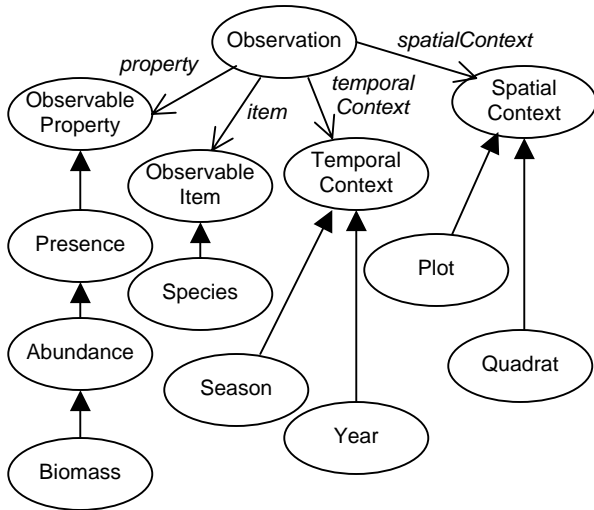 Observation
spatialContext
property
item
temporal
Context
Observable
Property
Spatial
Context
Observable
Item
Temporal
Context
Presence
Species
Plot
Abundance
Season
Quadrat
Year
Biomass